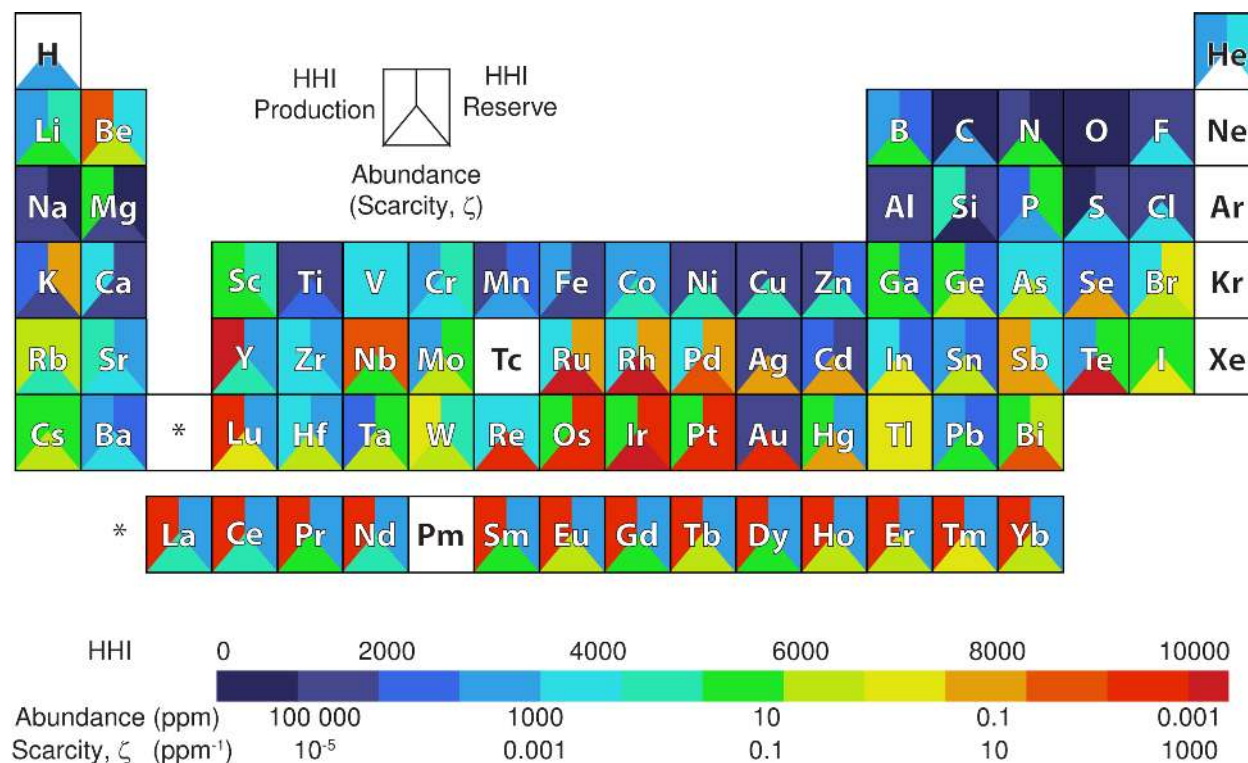 H He
HHI Production HHI Reserve
Abundance
(Scarcity, ζ)
Li Be B C N O F Ne
Na Mg Al Si P S Cl Ar
K Ca Sc Ti V Cr Mn Fe Co Ni Cu Zn Ga Ge As Se Br Kr
Rb Sr Y Zr Nb Mo Tc Ru Rh Pd Ag Cd In Sn Sb Te I Xe
Cs Ba * Lu Hf Ta W Re Os Ir Pt Au Hg Tl Pb Bi
* La Ce Pr Nd Pm Sm Eu Gd Tb Dy Ho Er Tm Yb
HHI 0 2000 4000 6000 8000 10000
Abundance (ppm) 100 000 1000 10 0.1 0.001
Scarcity, ζ (ppm⁻¹) 10⁻⁵ 0.001 0.1 10 1000